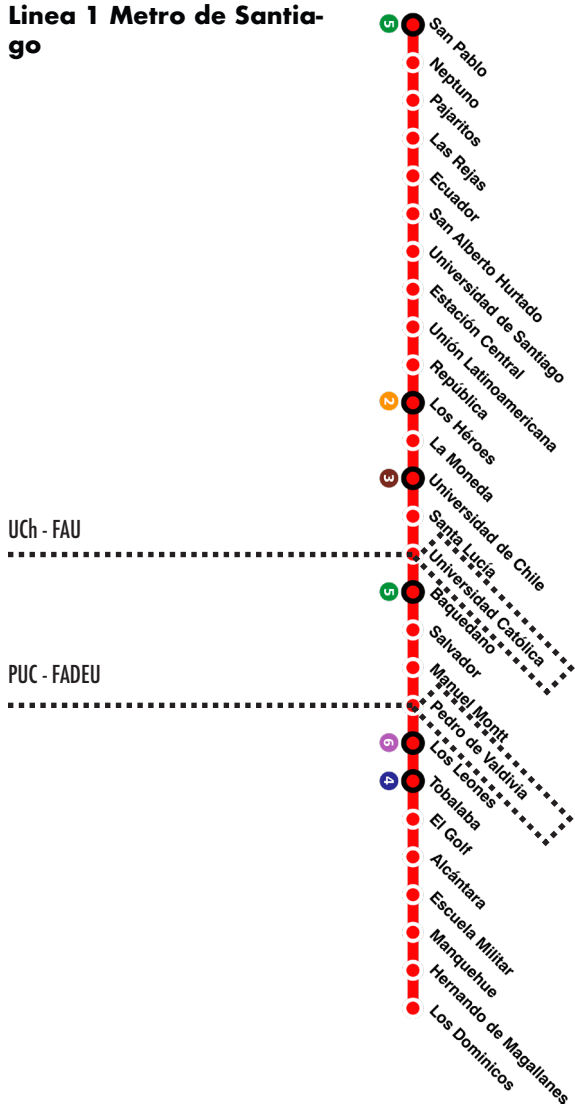 Linea 1 Metro de Santia-
go
5
San Pablo
Neptuno
Pajaritos
Las Rejas
Ecuador
San Alberto Hurtado
Universidad de Santiago
Estación Central
Unión Latinoamericana
República
2
Los Héroes
La Moneda
3
Universidad de Chile
Santa Lucía
UCh - FAU
Universidad Católica
5
Baquedano
Salvador
Manuel Montt
PUC - FADEU
Pedro de Valdivia
6
Los Leones
4
Tobalaba
El Golf
Alcántara
Escuela Militar
Manquehue
Hernando de Magallanes
Los Dominicos